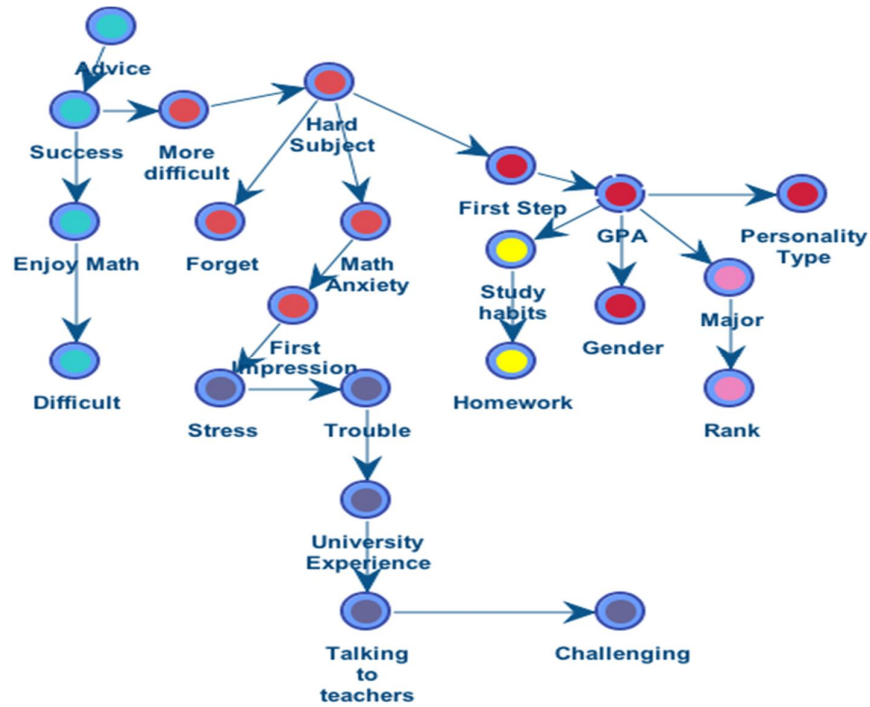 Advice
Success
More
difficult
Hard
Subject
First Step
GPA
Personality
Type
Enjoy Math
Forget
Math
Anxiety
Study
habits
Gender
Major
First
Impression
Difficult
Stress
Trouble
Homework
Rank
University
Experience
Talking
to
teachers
Challenging